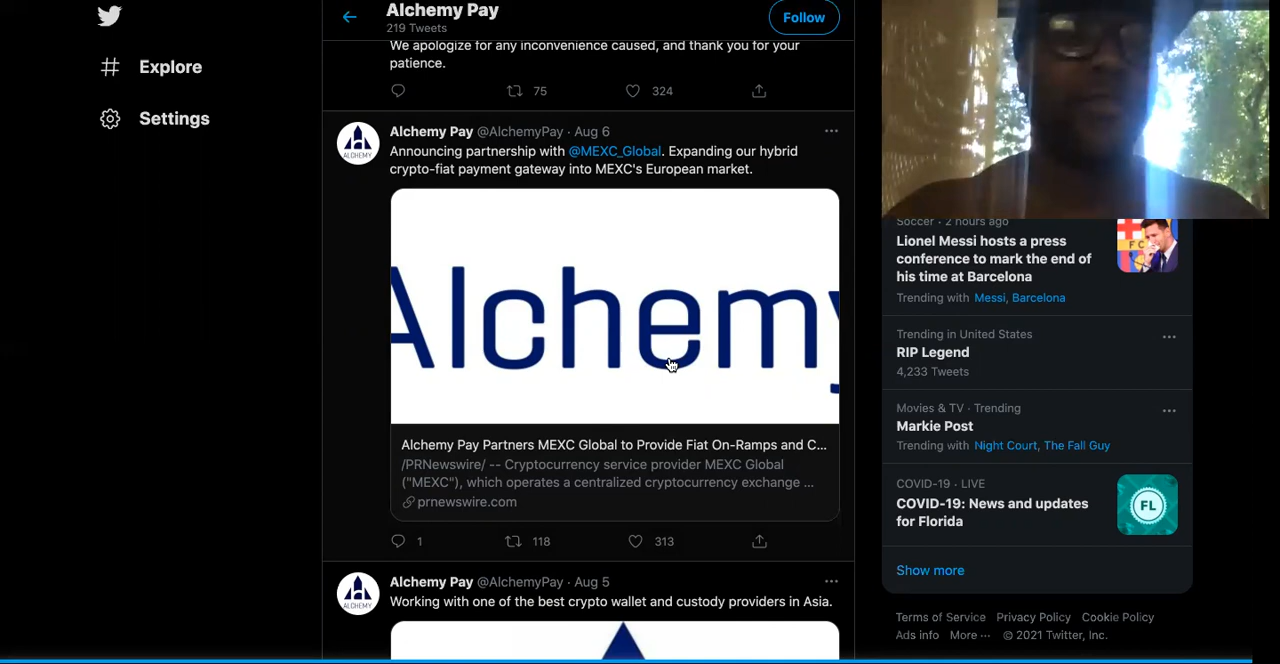 Explore
Settings
Alchemy Pay
219 Tweets
Follow
We apologize for any inconvenience caused, and thank you for your
patience.
75
324
ALCHEMY
Alchemy Pay @AlchemyPay · Aug 6
Announcing partnership with @MEXC_Global. Expanding our hybrid
crypto-fiat payment gateway into MEXC's European market.
Alchemy
Alchemy Pay Partners MEXC Global to Provide Fiat On-Ramps and C...
/PRNewswire/ -- Cryptocurrency service provider MEXC Global
("MEXC"), which operates a centralized cryptocurrency exchange ...
prnewswire.com
1
118
313
ALCHEMY
Alchemy Pay @AlchemyPay · Aug 5
Working with one of the best crypto wallet and custody providers in Asia.
Soccer · 2 hours ago
Lionel Messi hosts a press
conference to mark the end of
his time at Barcelona
Trending with Messi, Barcelona
FC
Trending in United States
RIP Legend
4,233 Tweets
Movies & TV · Trending
Markie Post
Trending with Night Court, The Fall Guy
COVID-19 · LIVE
COVID-19: News and updates
for Florida
FL
Show more
Terms of Service Privacy Policy Cookie Policy
Ads info More ··· © 2021 Twitter, Inc.